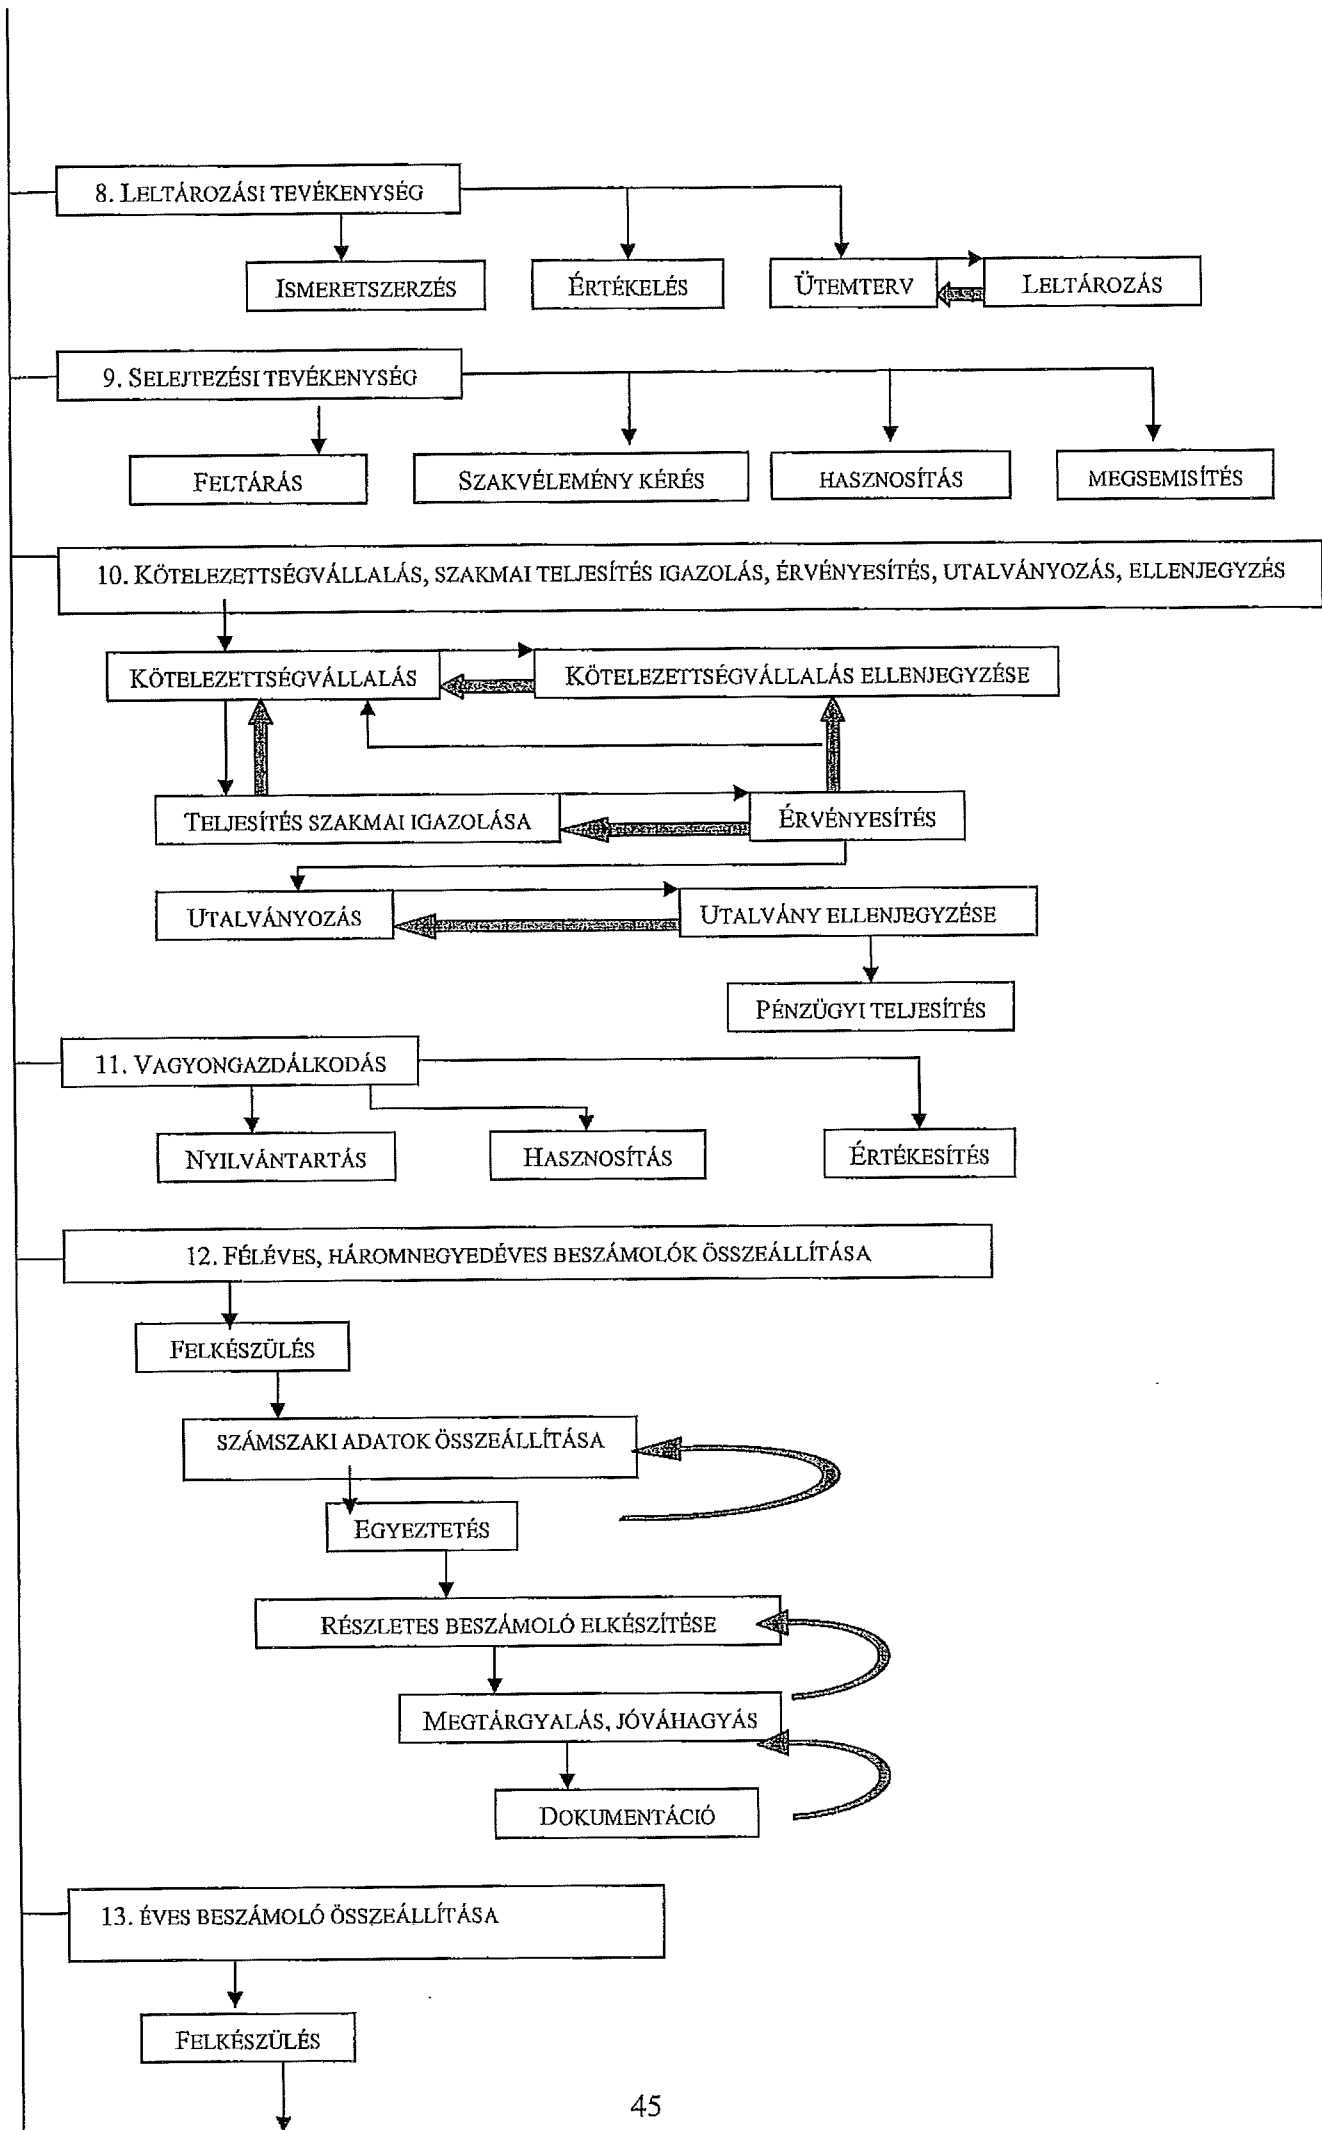 8. LELTÁROZÁSI TEVÉKENYSÉG
ISMERETSZERZÉS
ÉRTÉKELÉS
ÜTEMTERV
LELTÁROZÁS
9. SELEJTEZÉSI TEVÉKENYSÉG
FELTÁRÁS
SZAKVÉLEMÉNY KÉRÉS
HASZNOSÍTÁS
MEGSEMISÍTÉS
10. KÖTELEZETTSÉGVÁLLALÁS, SZAKMAI TELJESÍTÉS IGAZOLÁS, ÉRVÉNYESÍTÉS, UTALVÁNYOZÁS, ELLENJEGYZÉS
KÖTELEZETTSÉGVÁLLALÁS
KÖTELEZETTSÉGVÁLLALÁS ELLENJEGYZÉSE
TELJESÍTÉS SZAKMAI IGAZOLÁSA
ÉRVÉNYESÍTÉS
UTALVÁNYOZÁS
UTALVÁNY ELLENJEGYZÉSE
PÉNZÜGYI TELJESÍTÉS
11. VAGYONGAZDÁLKODÁS
NYILVÁNTARTÁS
HASZNOSÍTÁS
ÉRTÉKESÍTÉS
12. FÉLÉVES, HÁROMNEGYEDÉVES BESZÁMOLÓK ÖSSZEÁLLÍTÁSA
FELKÉSZÜLÉS
SZÁMSZAKI ADATOK ÖSSZEÁLLÍTÁSA
EGYEZTETÉS
RÉSZLETES BESZÁMOLÓ ELKÉSZÍTÉSE
MEGTÁRGYALÁS, JÓVÁHAGYÁS
DOKUMENTÁCIÓ
13. ÉVES BESZÁMOLÓ ÖSSZEÁLLÍTÁSA
FELKÉSZÜLÉS
45